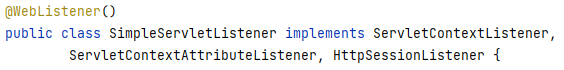 @WebListener()
public class SimpleServletListener implements ServletContextListener,
ServletContextAttributeListener, HttpSessionListener {